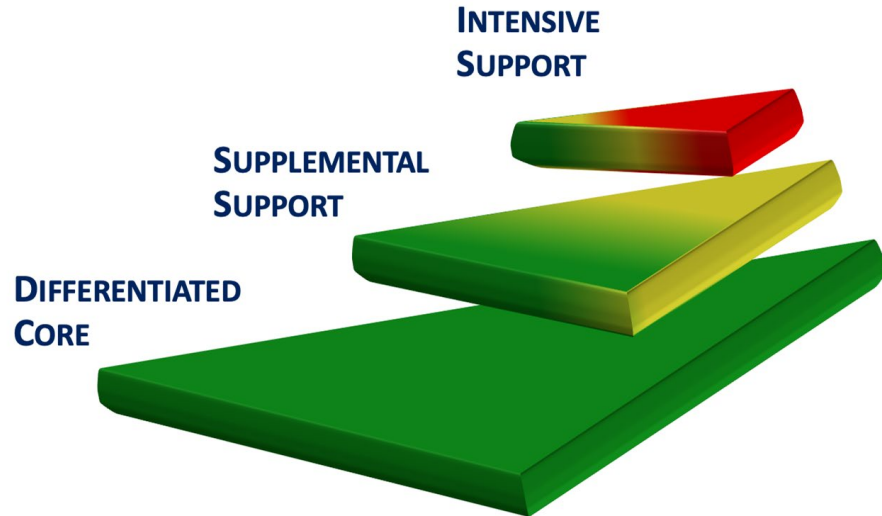 INTENSIVE
SUPPORT
SUPPLEMENTAL
SUPPORT
DIFFERENTIATED
CORE